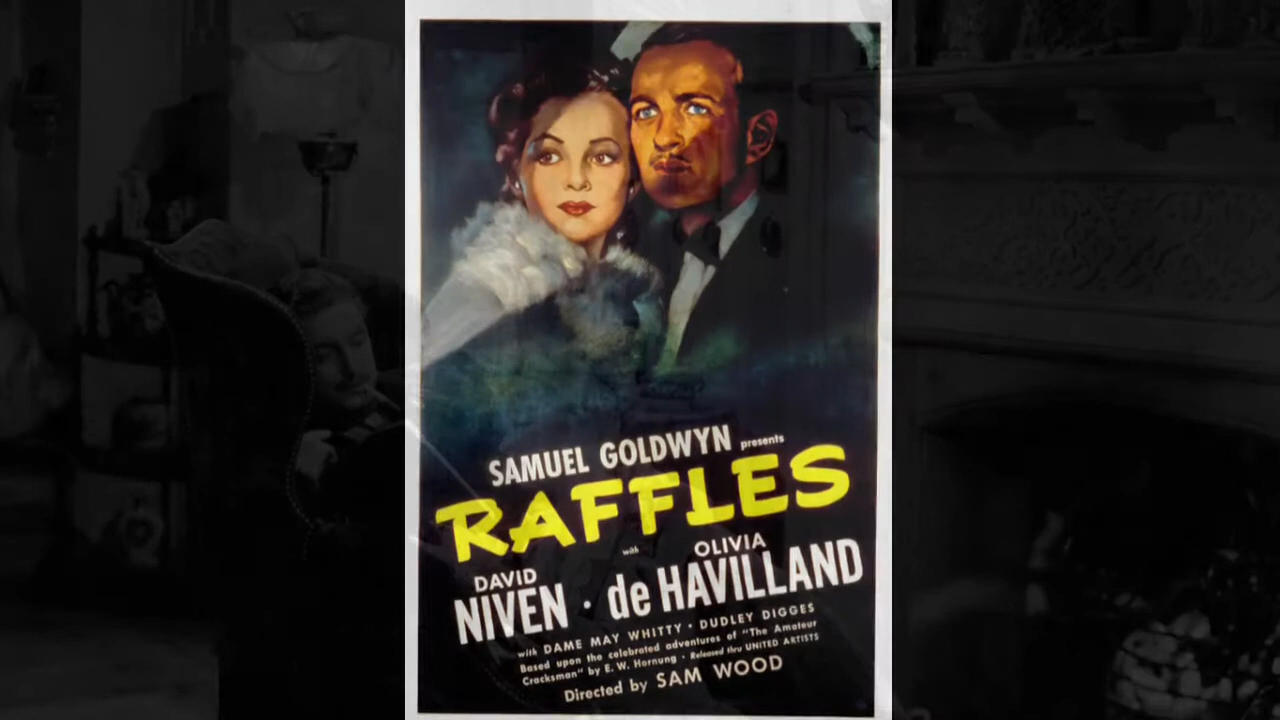 SAMUEL GOLDWYN presents
RAFFLES
with
DAVID NIVEN · OLIVIA de HAVILLAND
with DAME MAY WHITTY · DUDLEY DIGGES
Based upon the celebrated adventures of "The Amateur
Cracksman" by E. W. Hornung · Released thru UNITED ARTISTS
Directed by SAM WOOD